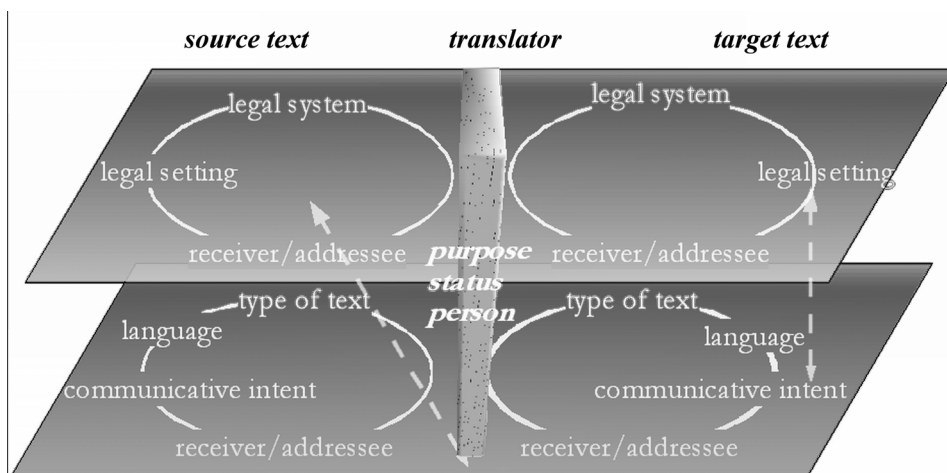 source text translator target text
legal system legal system
legal setting legal setting
receiver/addressee purpose receiver/addressee
status
person
type of text type of text
language language
communicative intent communicative intent
receiver/addressee receiver/addressee